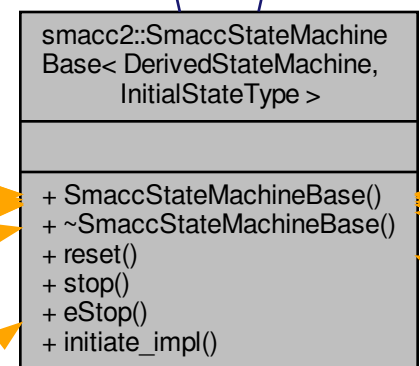 smacc2::SmaccStateMachine
Base< DerivedStateMachine,
InitialStateType >
+ SmaccStateMachineBase()
+ ~SmaccStateMachineBase()
+ reset()
+ stop()
+ eStop()
+ initiate_impl()